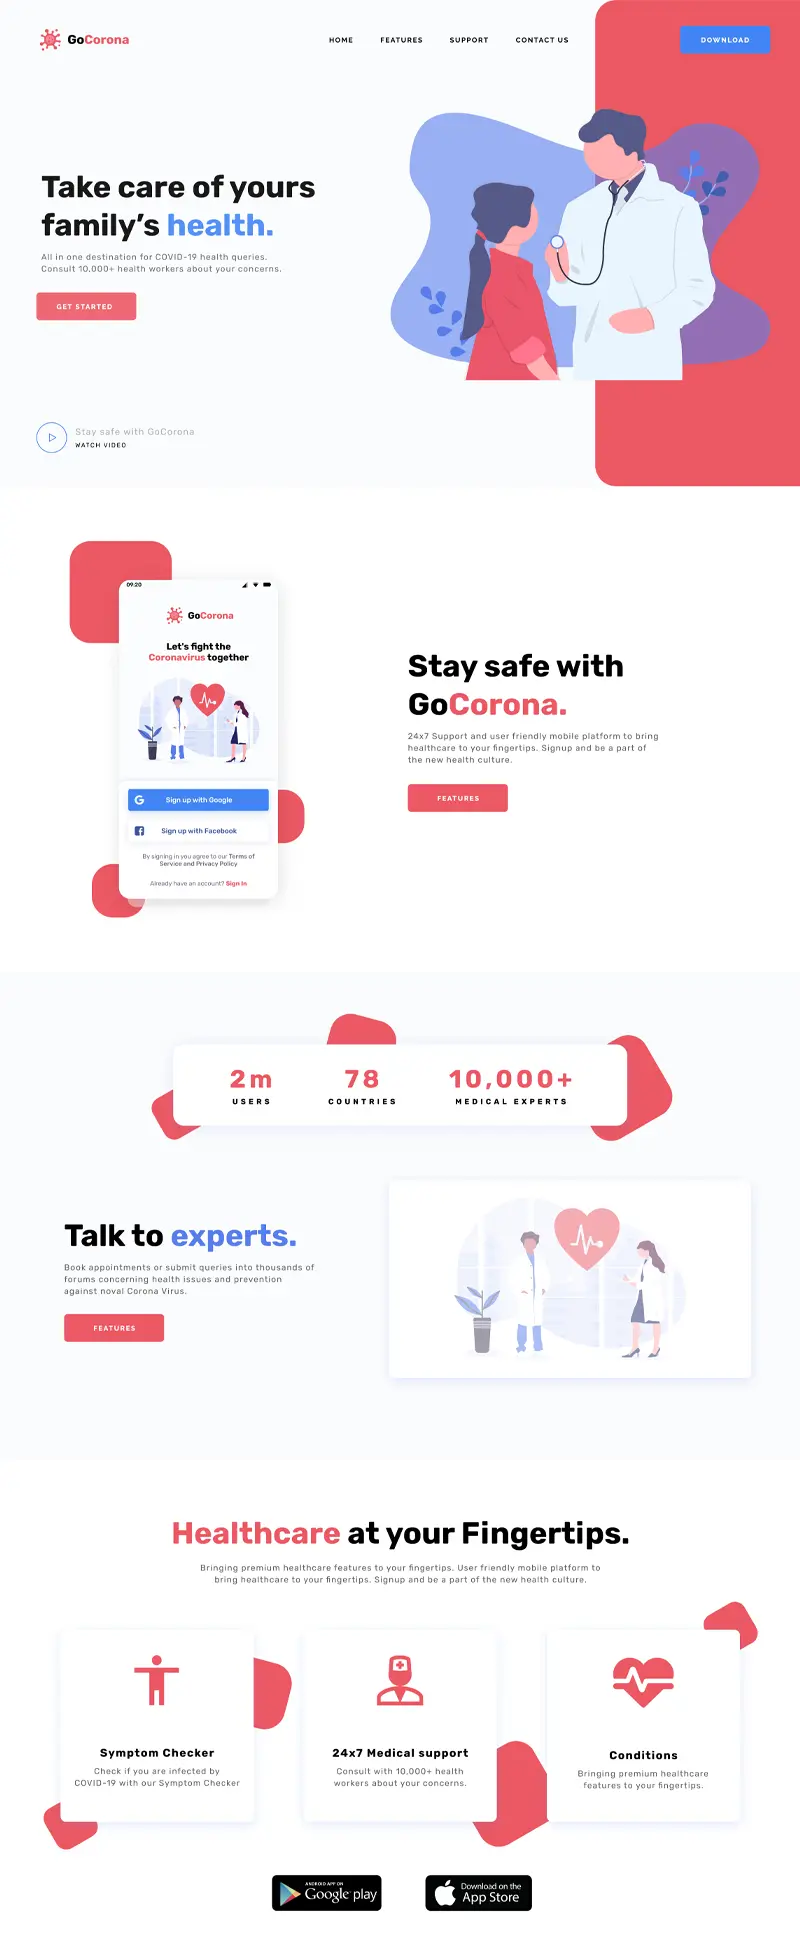 GoCorona
HOME FEATURES SUPPORT CONTACT US
DOWNLOAD
Take care of yours
family's health.
All in one destination for COVID-19 health queries.
Consult 10,000+ health workers about your concerns.
GET STARTED
Stay safe with GoCorona
WATCH VIDEO
09:20
GoCorona
Let's fight the
Coronavirus together
Sign up with Google
Sign up with Facebook
By signing in you agree to our Terms of
Service and Privacy Policy
Already have an account? Sign In
Stay safe with
GoCorona.
24x7 Support and user friendly mobile platform to bring
healthcare to your fingertips. Signup and be a part of
the new health culture.
FEATURES
2m
USERS
78
COUNTRIES
10,000+
MEDICAL EXPERTS
Talk to experts.
Book appointments or submit queries into thousands of
forums concerning health issues and prevention
against noval Corona Virus.
FEATURES
Healthcare at your Fingertips.
Bringing premium healthcare features to your fingertips. User friendly mobile platform to
bring healthcare to your fingertips. Signup and be a part of the new health culture.
Symptom Checker
Check if you are infected by
COVID-19 with our Symptom Checker
24x7 Medical support
Consult with 10,000+ health
workers about your concerns.
Conditions
Bringing premium healthcare
features to your fingertips.
ANDROID APP ON
Google play
Download on the
App Store